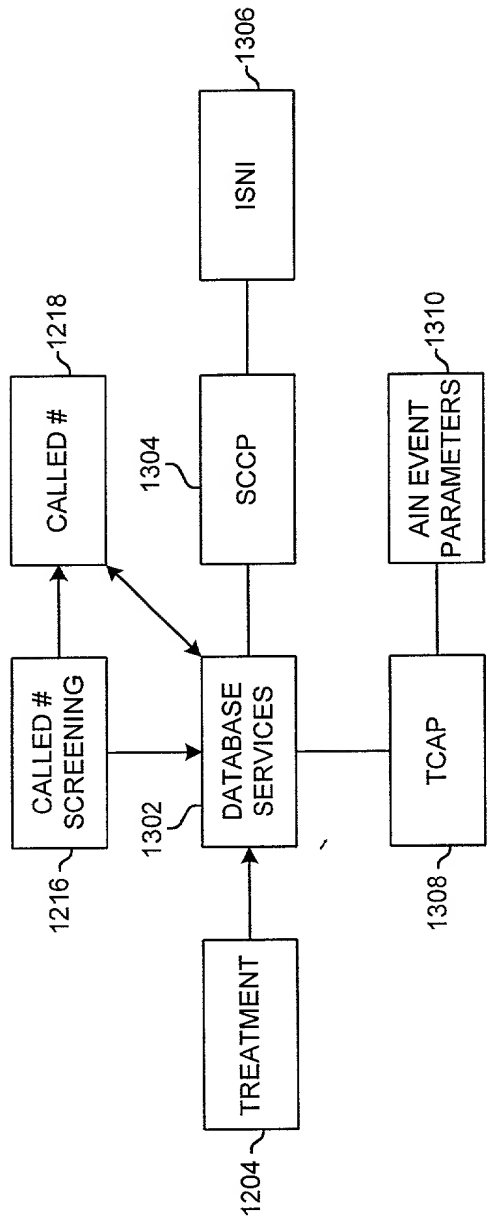 CALLED #
SCREENING
1216
CALLED #
1218
TREATMENT
1204
DATABASE
SERVICES
1302
SCCP
1304
ISNI
1306
TCAP
1308
AIN EVENT
PARAMETERS
1310